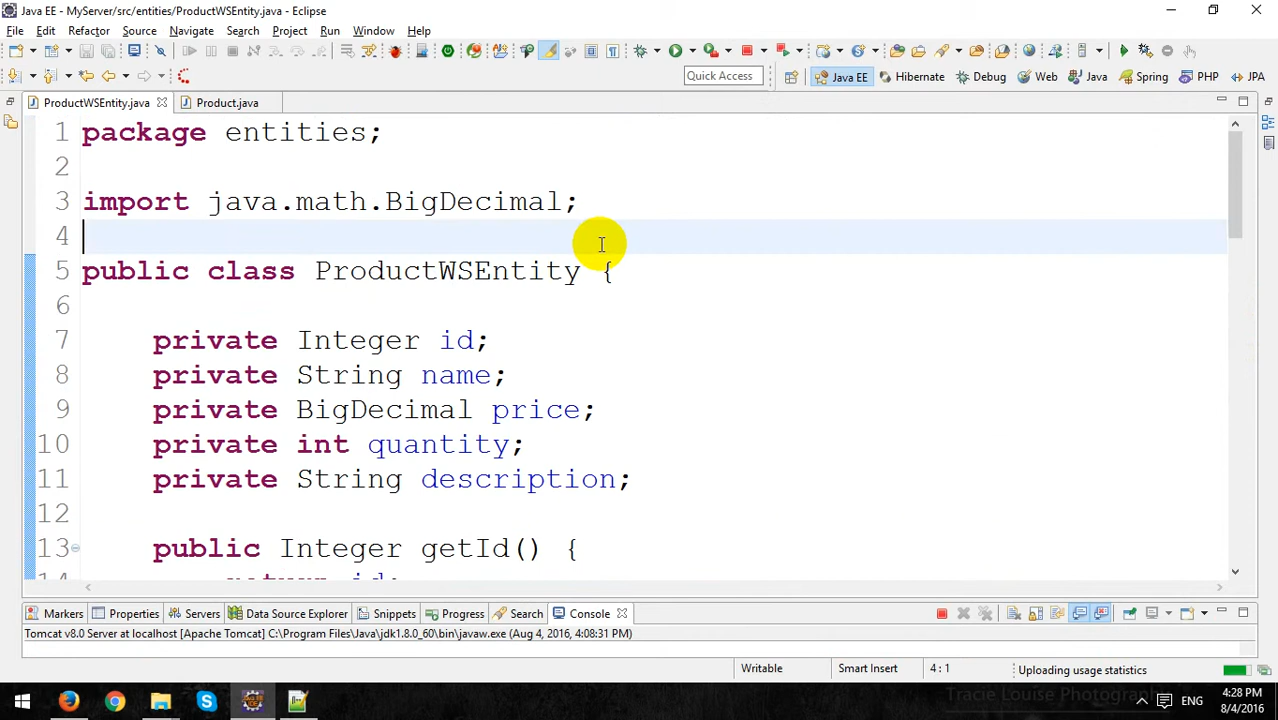 Java EE - MyServer/src/entities/ProductWSEntity.java - Eclipse
File Edit Refactor Source Navigate Search Project Run Window Help
Quick Access Java EE Hibernate Debug Web Java Spring PHP JPA
ProductWSEntity.java Product.java
1 package entities;
2
3 import java.math.BigDecimal;
4
5 public class ProductWSEntity {
6
7 private Integer id;
8 private String name;
9 private BigDecimal price;
10 private int quantity;
11 private String description;
12
13 public Integer getId() {
14 return id;
Markers Properties Servers Data Source Explorer Snippets Progress Search Console
Tomcat v8.0 Server at localhost [Apache Tomcat] C:\Program Files\Java\jdk1.8.0_60\bin\javaw.exe (Aug 4, 2016, 4:08:31 PM)
Writable Smart Insert 4 : 1 Uploading usage statistics
Tracie Louise Photography
ENG 4:28 PM
8/4/2016